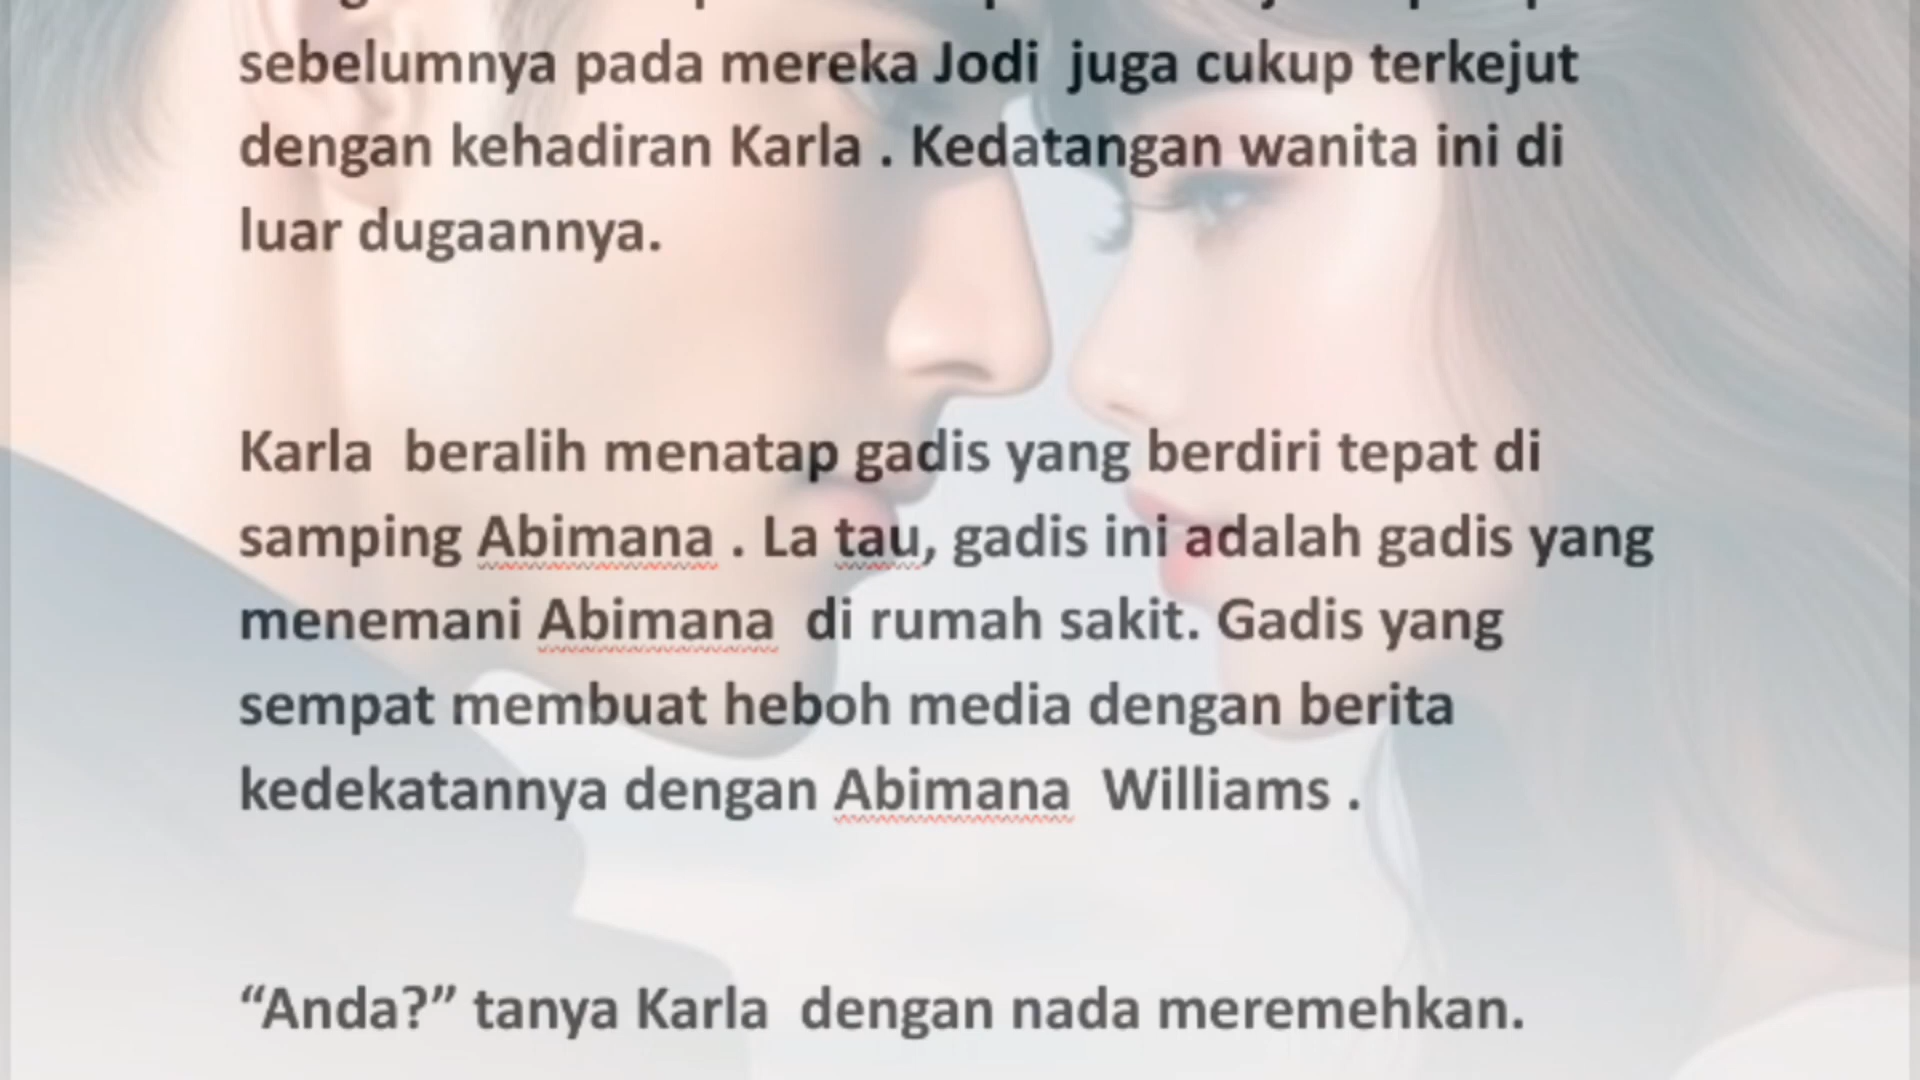 sebelumnya pada mereka Jodi juga cukup terkejut
dengan kehadiran Karla . Kedatangan wanita ini di
luar dugaannya.
Karla beralih menatap gadis yang berdiri tepat di
samping Abimana . La tau, gadis ini adalah gadis yang
menemani Abimana di rumah sakit. Gadis yang
sempat membuat heboh media dengan berita
kedekatannya dengan Abimana Williams .
“Anda?” tanya Karla dengan nada meremehkan.